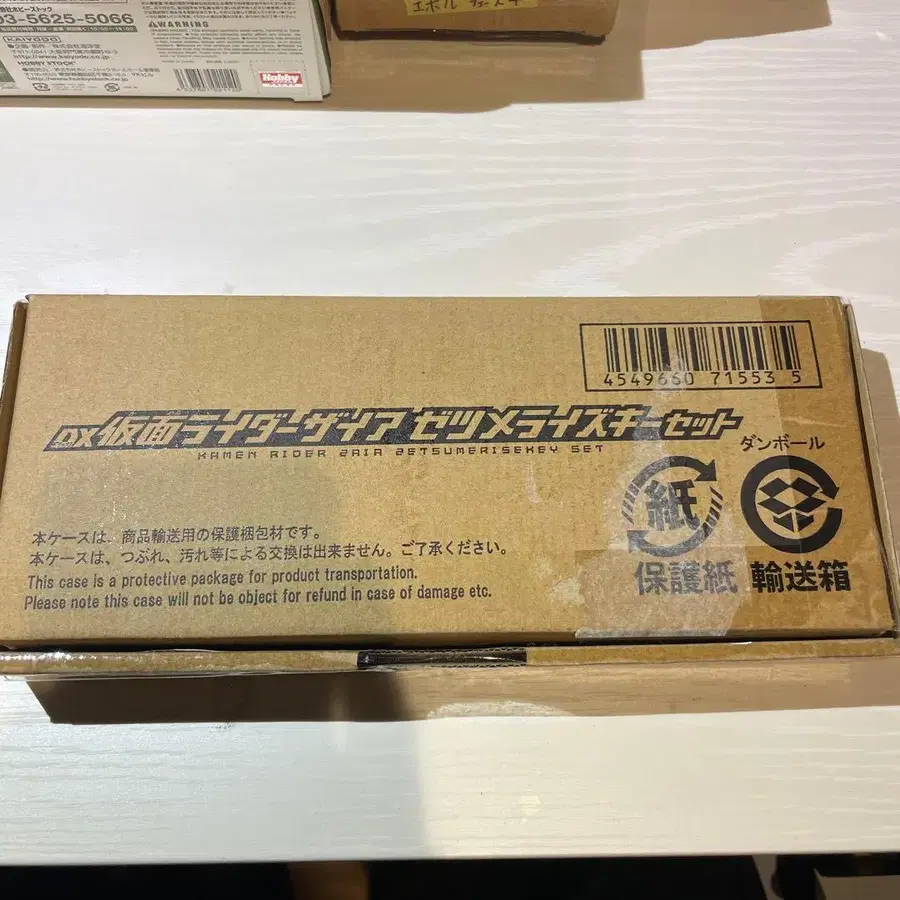 03-5625-5066
⚠WARNING
KAIYODO
HOBBY STOCK
Hobby
エボル
4549660 71553 5
DX仮面ライダーザイア ゼツメライズキーセット
KAMEN RIDER ZAIA ZETSUMERISEKEY SET
ダンボール
紙
保護紙
輸送箱
本ケースは、商品輸送用の保護梱包材です。
本ケースは、つぶれ、汚れ等による交換は出来ません。ご了承ください。
This case is a protective package for product transportation.
Please note this case will not be object for refund in case of damage etc.